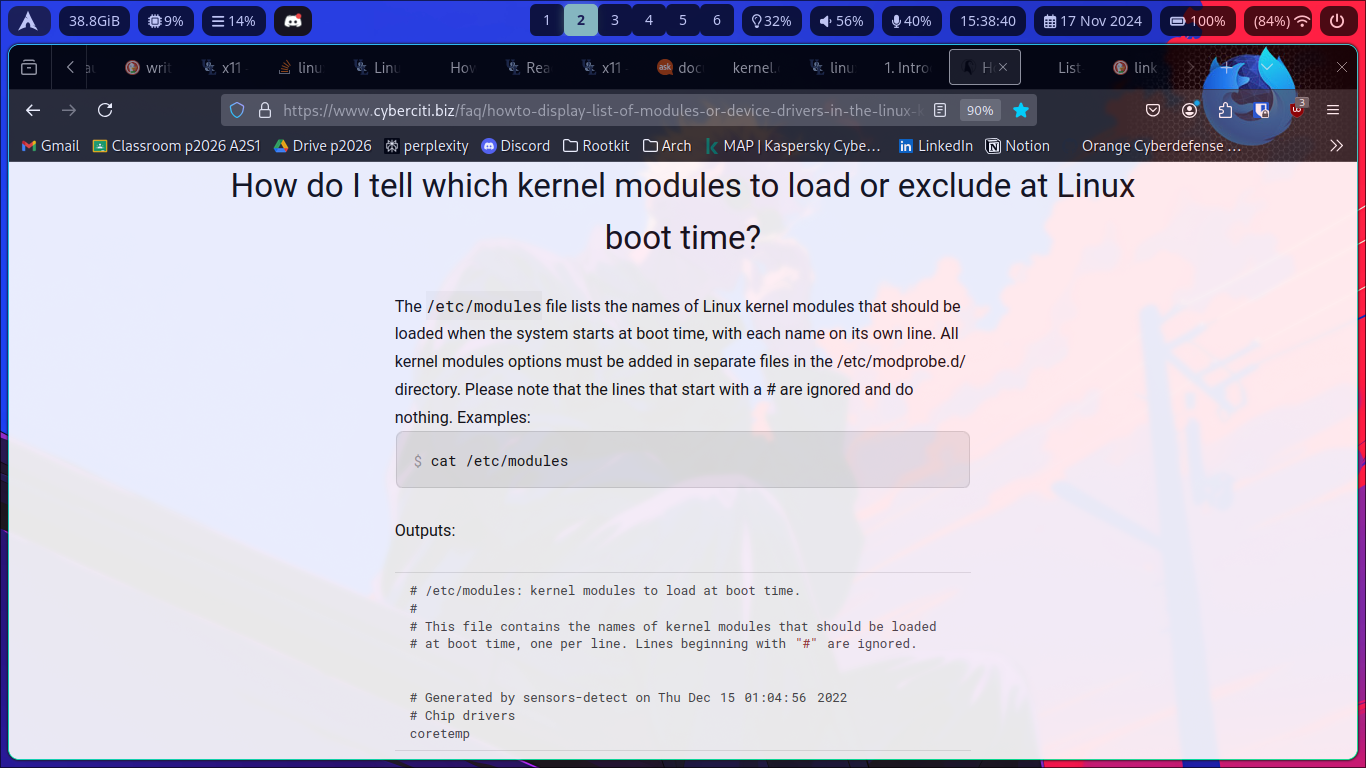 38.8GiB 9% 14% 1 2 3 4 5 6 32% 56% 40% 15:38:40 17 Nov 2024 100% (84%)
au writ x11 - linu Linu How Rea x11 - ask doc kernel. linu 1. Intro H List- link
https://www.cyberciti.biz/faq/howto-display-list-of-modules-or-device-drivers-in-the-linux-k 90% 3
Gmail Classroom p2026 A2S1 Drive p2026 perplexity Discord Rootkit Arch MAP | Kaspersky Cybe… LinkedIn Notion Orange Cyberdefense …
How do I tell which kernel modules to load or exclude at Linux
boot time?
The /etc/modules file lists the names of Linux kernel modules that should be
loaded when the system starts at boot time, with each name on its own line. All
kernel modules options must be added in separate files in the /etc/modprobe.d/
directory. Please note that the lines that start with a # are ignored and do
nothing. Examples:
$ cat /etc/modules
Outputs:
# /etc/modules: kernel modules to load at boot time.
#
# This file contains the names of kernel modules that should be loaded
# at boot time, one per line. Lines beginning with "#" are ignored.
# Generated by sensors-detect on Thu Dec 15 01:04:56 2022
# Chip drivers
coretemp